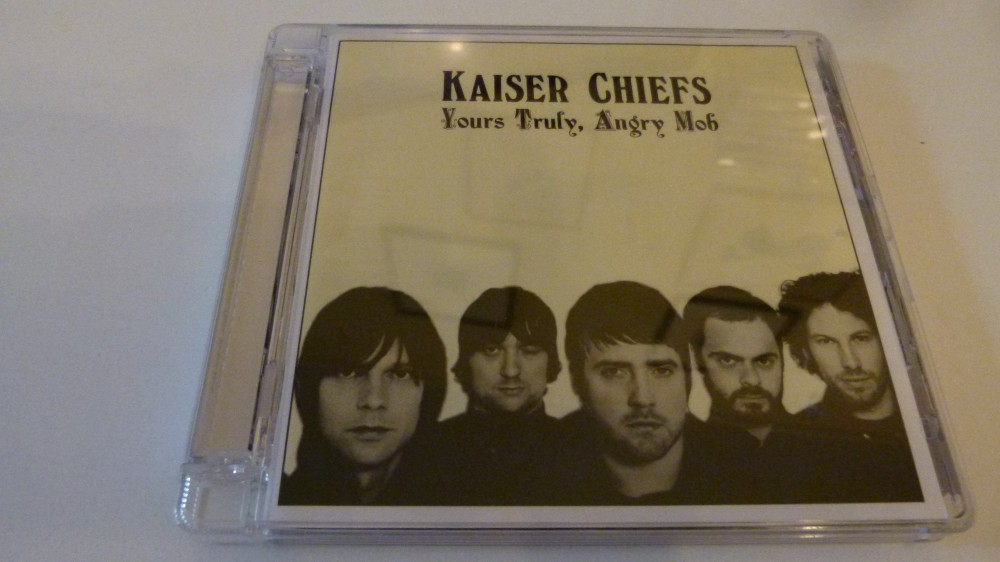 KAISER CHIEFS
Yours Truly, Angry Mob